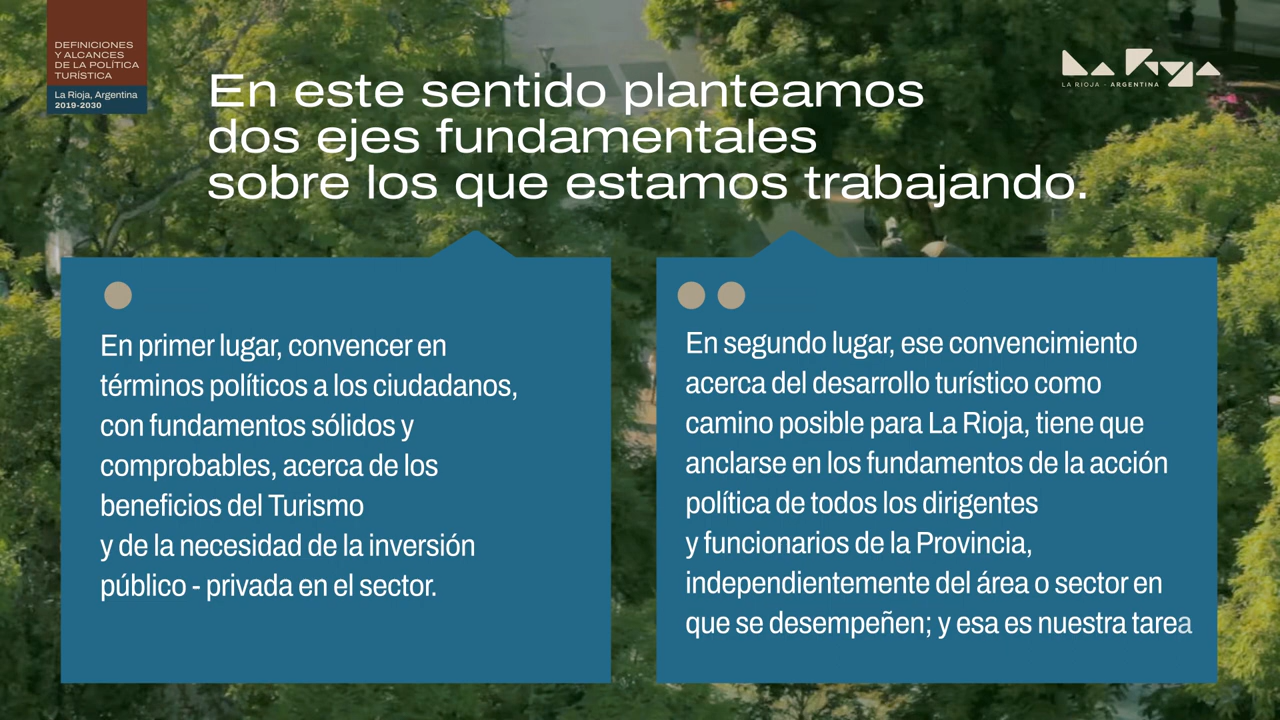 DEFINICIONES
Y ALCANCES
DE LA POLÍTICA
TURÍSTICA
La Rioja, Argentina
2019-2030
La Rioja
LA RIOJA - ARGENTINA
En este sentido planteamos
dos ejes fundamentales
sobre los que estamos trabajando.
En primer lugar, convencer en
términos políticos a los ciudadanos,
con fundamentos sólidos y
comprobables, acerca de los
beneficios del Turismo
y de la necesidad de la inversión
público - privada en el sector.
En segundo lugar, ese convencimiento
acerca del desarrollo turístico como
camino posible para La Rioja, tiene que
anclarse en los fundamentos de la acción
política de todos los dirigentes
y funcionarios de la Provincia,
independientemente del área o sector en
que se desempeñen; y esa es nuestra tarea